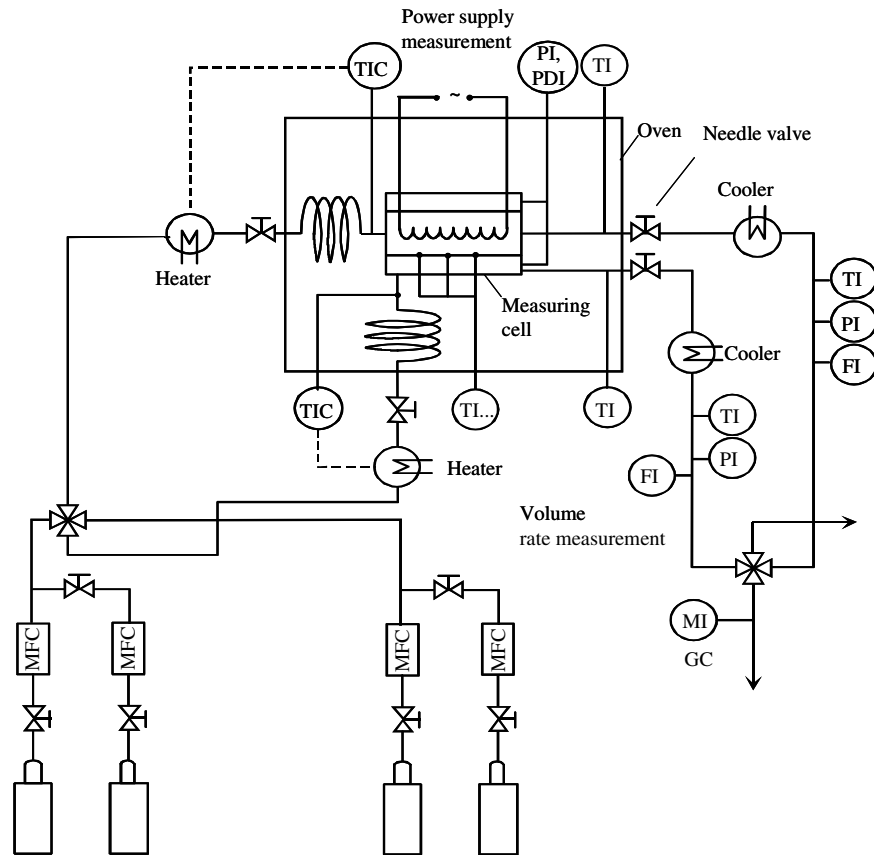 Power supply
measurement
TIC
PI,
PDI
TI
Oven
Needle valve
Cooler
Heater
Measuring
cell
TI
PI
FI
Cooler
TIC
TI...
TI
TI
PI
FI
Heater
Volume
rate measurement
MI
GC
MFC
MFC
MFC
MFC
~